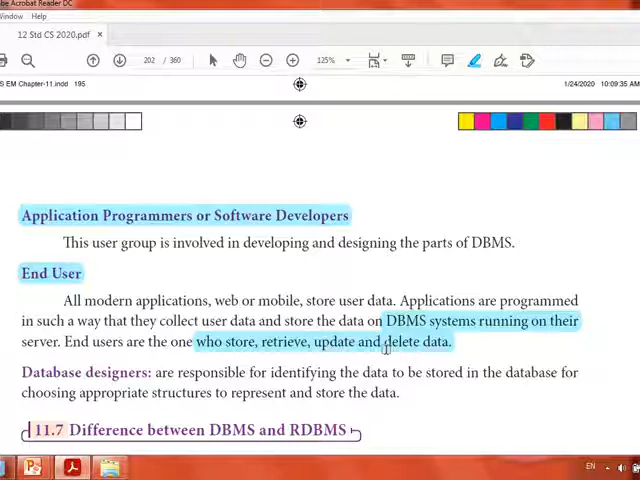 Acrobat Reader DC
Window Help
12 Std CS 2020.pdf ×
202 / 360
125%
EM Chapter-11.indd 195
1/24/2020 10:09:35 AM
Application Programmers or Software Developers
This user group is involved in developing and designing the parts of DBMS.
End User
All modern applications, web or mobile, store user data. Applications are programmed
in such a way that they collect user data and store the data on DBMS systems running on their
server. End users are the one who store, retrieve, update and delete data.
Database designers: are responsible for identifying the data to be stored in the database for
choosing appropriate structures to represent and store the data.
11.7 Difference between DBMS and RDBMS
EN